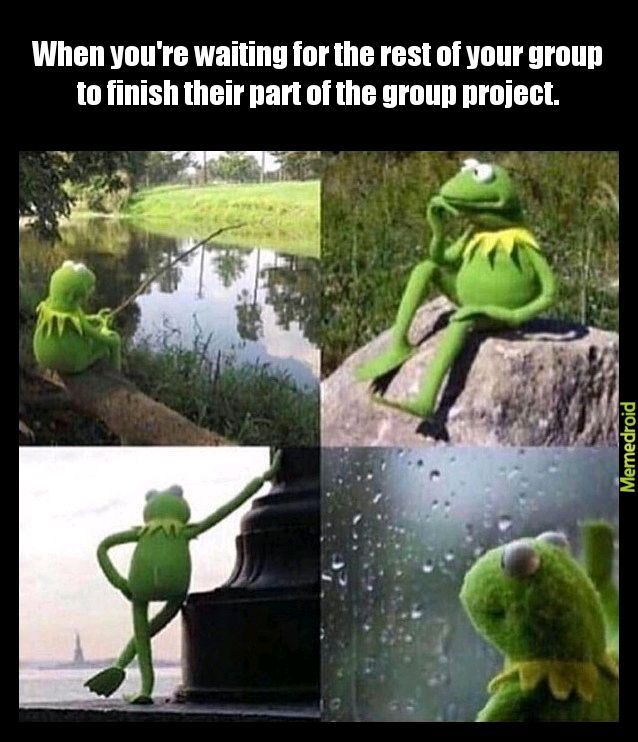 When you're waiting for the rest of your group
to finish their part of the group project.
Memedroid